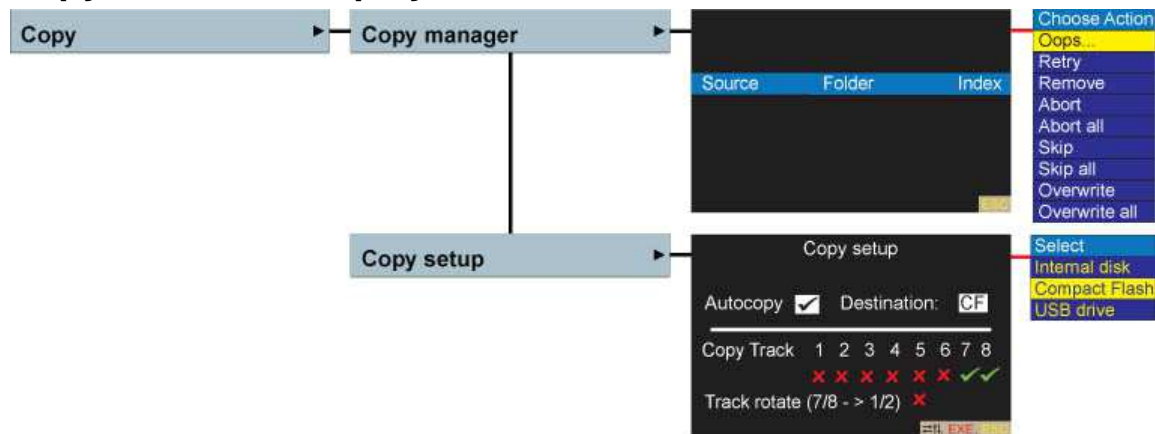 Copy
Copy manager
Source Folder Index
ESC
Choose Action
Oops...
Retry
Remove
Abort
Abort all
Skip
Skip all
Overwrite
Overwrite all
Copy setup
Copy setup
Autocopy Destination: CF
Copy Track 1 2 3 4 5 6 7 8
Track rotate (7/8 - > 1/2)
EXE ESC
Select
Internal disk
Compact Flash
USB drive